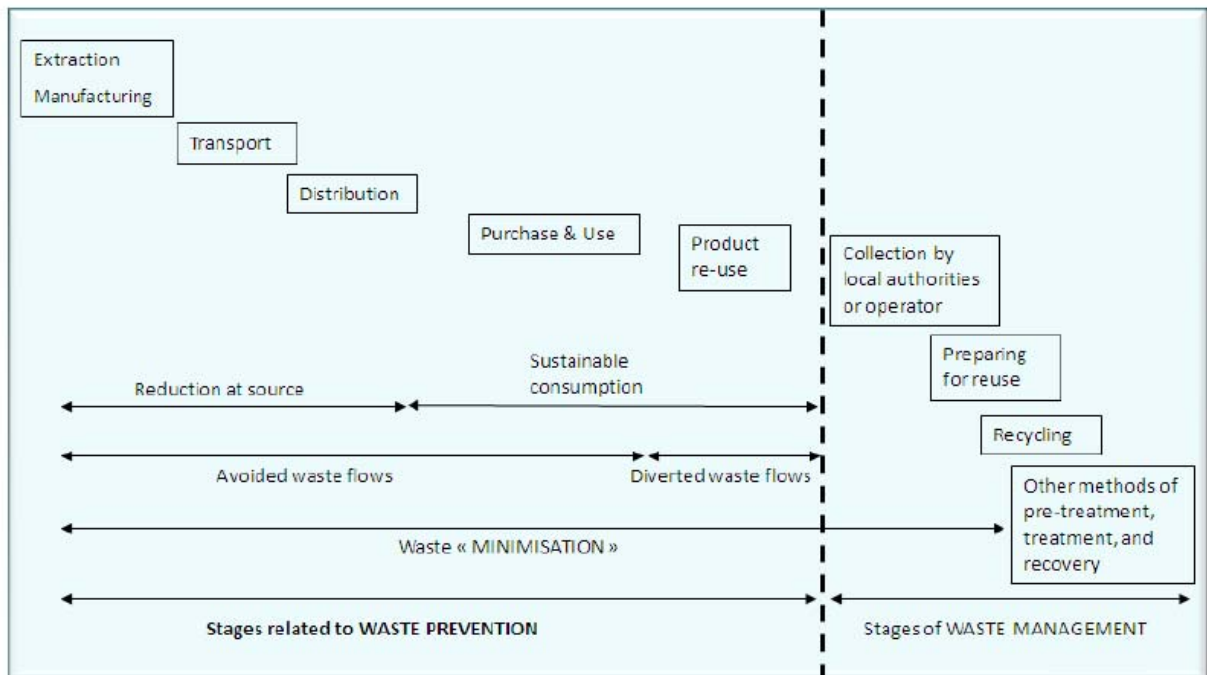 Extraction
Manufacturing
Transport
Distribution
Purchase & Use
Product
re-use
Collection by
local authorities
or operator
Preparing
for reuse
Recycling
Other methods of
pre-treatment,
treatment, and
recovery
Reduction at source
Sustainable
consumption
Avoided waste flows
Diverted waste flows
Waste « MINIMISATION »
Stages related to WASTE PREVENTION
Stages of WASTE MANAGEMENT